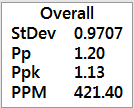 Overall
StDev 0.9707
Pp 1.20
Ppk 1.13
PPM 421.40